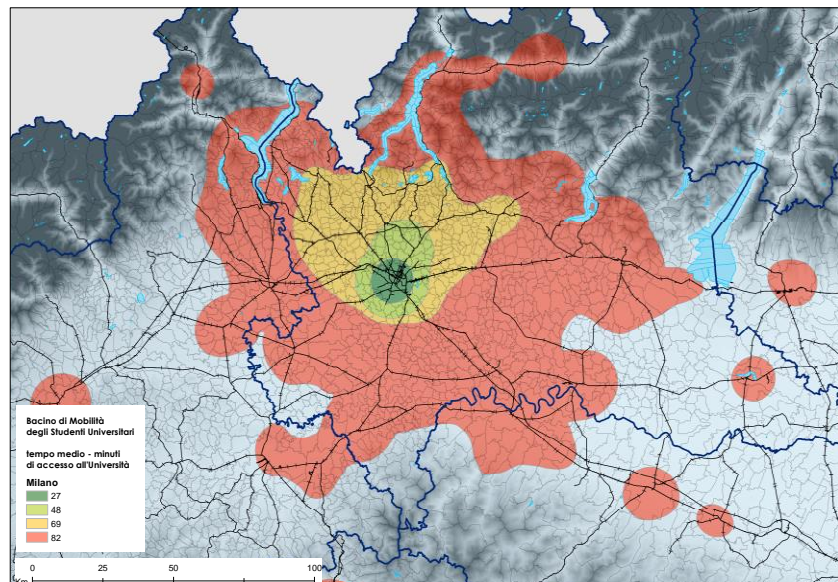 Bacino di Mobilità
degli Studenti Universitari
tempo medio - minuti
di accesso all'Università
Milano
27
48
69
82
0 25 50 100
Km